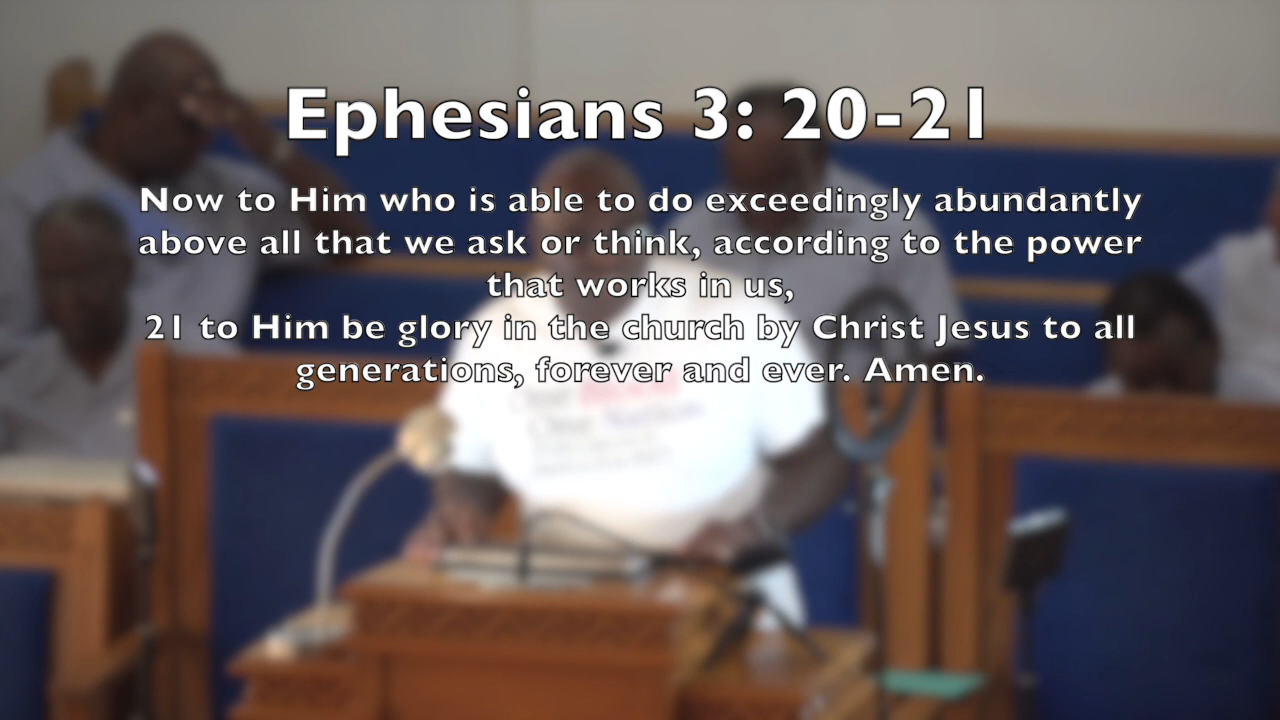 Ephesians 3: 20-21
Now to Him who is able to do exceedingly abundantly
above all that we ask or think, according to the power
that works in us,
21 to Him be glory in the church by Christ Jesus to all
generations, forever and ever. Amen.